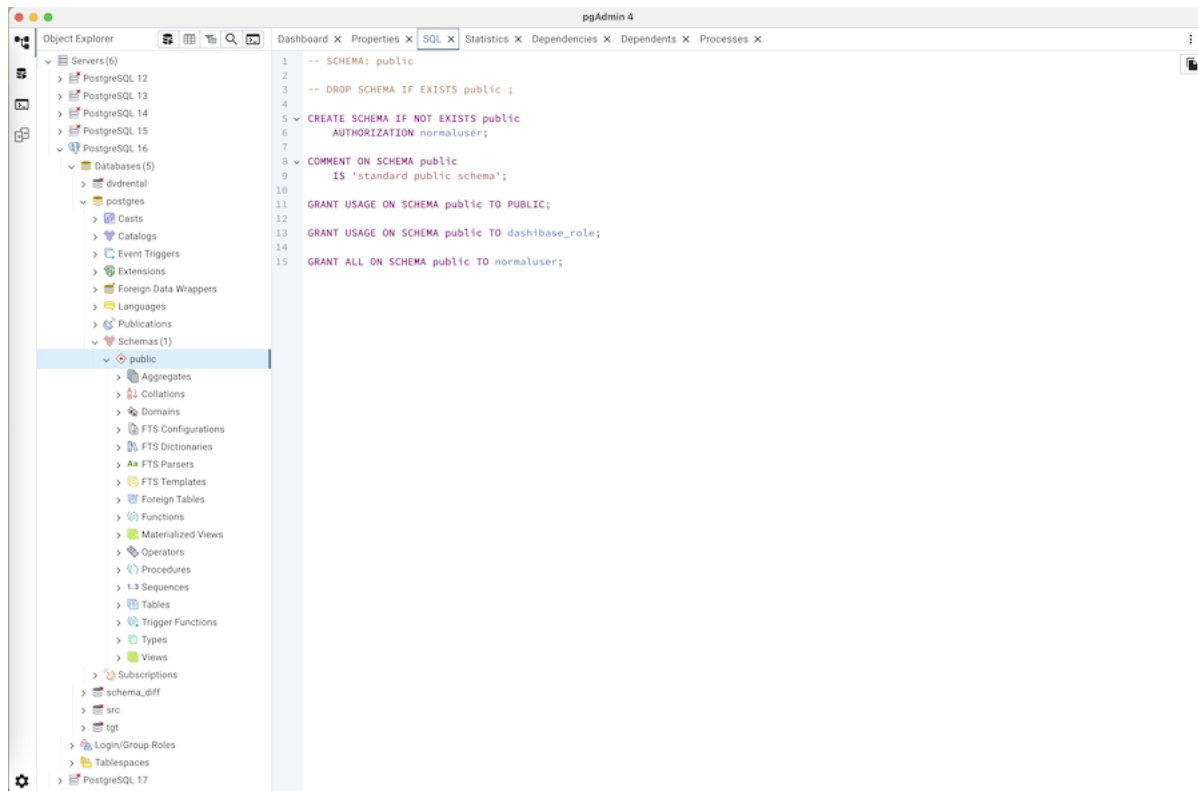 pgAdmin 4
Object Explorer
Dashboard Properties SQL Statistics Dependencies Dependents Processes
Servers (6)
PostgreSQL 12
PostgreSQL 13
PostgreSQL 14
PostgreSQL 15
PostgreSQL 16
Databases (5)
dvdrental
postgres
Casts
Catalogs
Event Triggers
Extensions
Foreign Data Wrappers
Languages
Publications
Schemas (1)
public
Aggregates
Collations
Domains
FTS Configurations
FTS Dictionaries
Aa FTS Parsers
FTS Templates
Foreign Tables
Functions
Materialized Views
Operators
Procedures
1..3 Sequences
Tables
Trigger Functions
Types
Views
Subscriptions
schema_diff
src
tgt
Login/Group Roles
Tablespaces
PostgreSQL 17
1 -- SCHEMA: public
2
3 -- DROP SCHEMA IF EXISTS public ;
4
5 CREATE SCHEMA IF NOT EXISTS public
6 AUTHORIZATION normaluser;
7
8 COMMENT ON SCHEMA public
9 IS 'standard public schema';
10
11 GRANT USAGE ON SCHEMA public TO PUBLIC;
12
13 GRANT USAGE ON SCHEMA public TO dashibase_role;
14
15 GRANT ALL ON SCHEMA public TO normaluser;